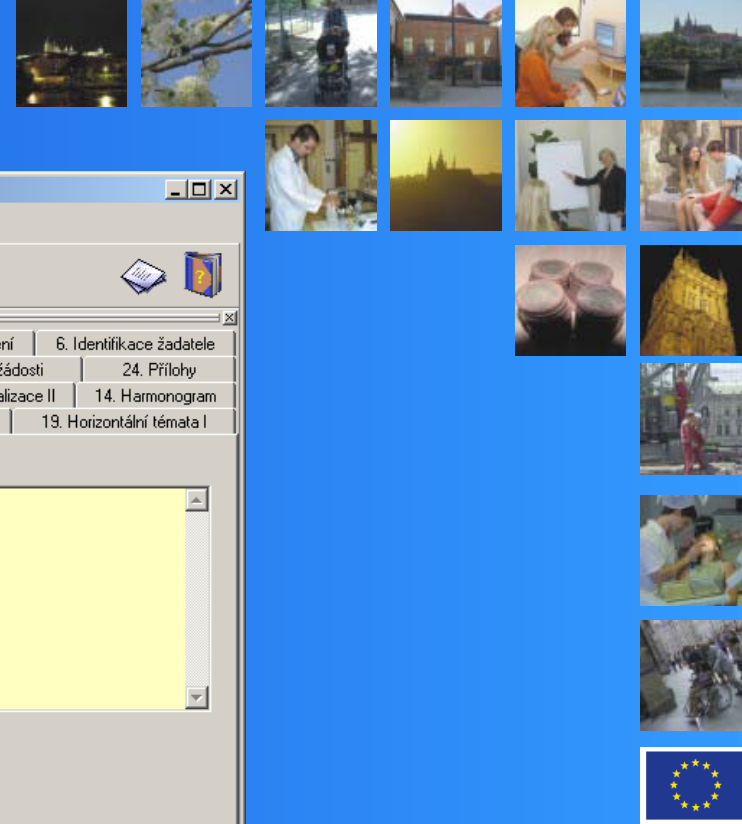 ení 6. Identifikace žadatele
žádosti 24. Přílohy
alizace II 14. Harmonogram
19. Horizontální témata I